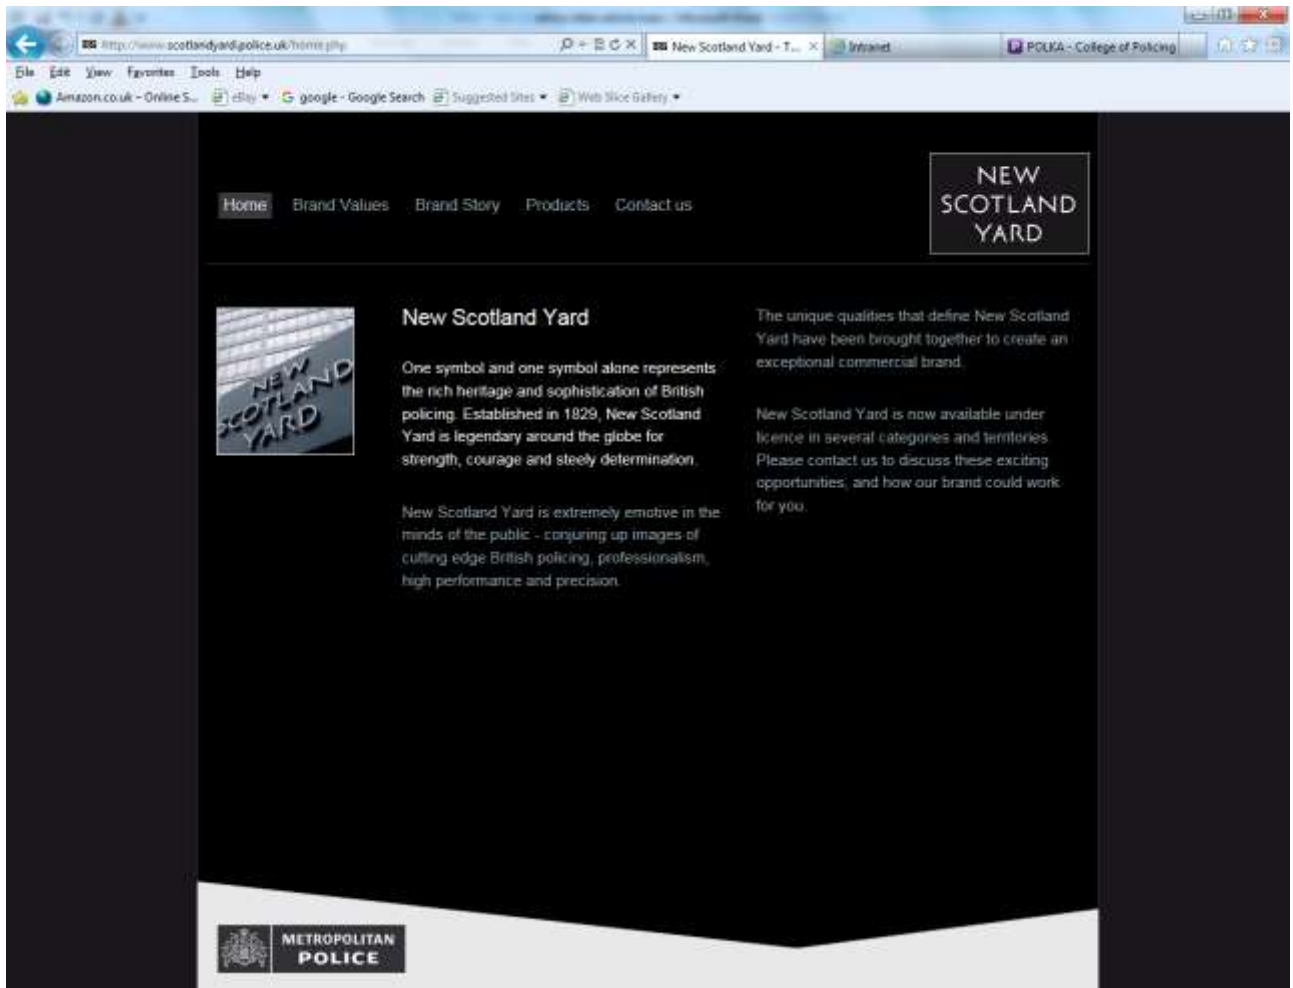 http://www.scotlandyard.police.uk/home.php
New Scotland Yard - T...
Intranet
POLKA - College of Policing
File Edit View Favorites Tools Help
Amazon.co.uk – Online S...
eBay
google - Google Search
Suggested Sites
Web Slice Gallery
Home
Brand Values
Brand Story
Products
Contact us
NEW
SCOTLAND
YARD
NEW
SCOTLAND
YARD
New Scotland Yard
One symbol and one symbol alone represents
the rich heritage and sophistication of British
policing. Established in 1829, New Scotland
Yard is legendary around the globe for
strength, courage and steely determination.
New Scotland Yard is extremely emotive in the
minds of the public - conjuring up images of
cutting edge British policing, professionalism,
high performance and precision.
The unique qualities that define New Scotland
Yard have been brought together to create an
exceptional commercial brand.
New Scotland Yard is now available under
licence in several categories and territories.
Please contact us to discuss these exciting
opportunities, and how our brand could work
for you.
METROPOLITAN
POLICE